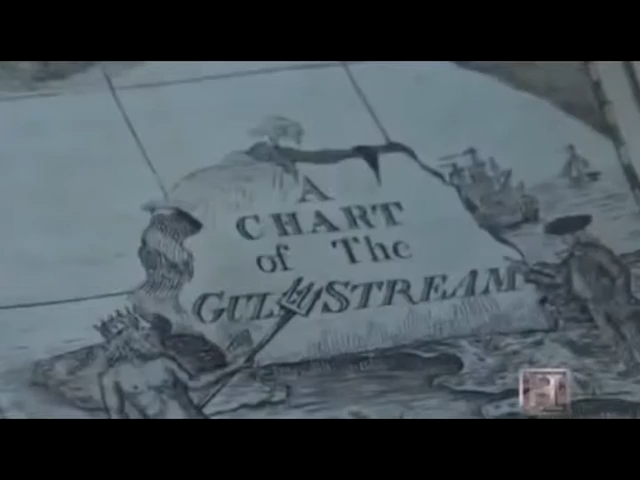 A
CHART
of The
GULF STREAM
H